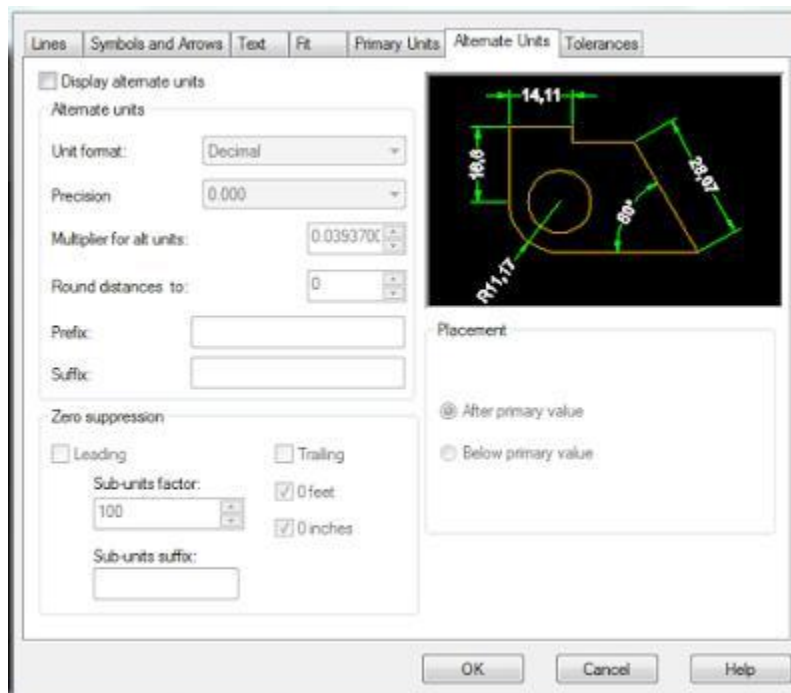 Lines Symbols and Arrows Text Fit Primary Units Alternate Units Tolerances
Display alternate units
Alternate units
Unit format: Decimal
Precision 0.000
Multiplier for alt units: 0.039370
Round distances to: 0
Prefix:
Suffix:
Zero suppression
Leading
Trailing
Sub-units factor:
0 feet
100
0 inches
Sub-units suffix:
14,11
16,6
28,07
80°
R11,17
Placement
After primary value
Below primary value
OK Cancel Help